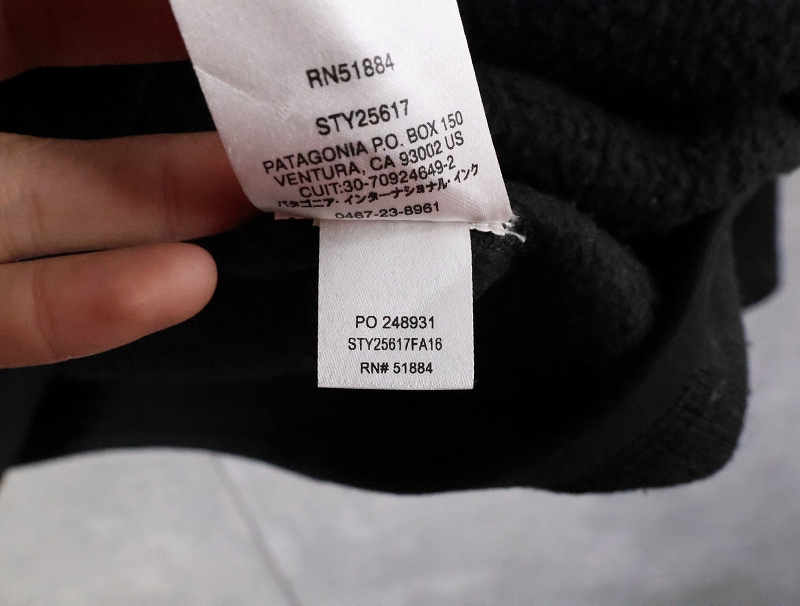 RN51884
STY25617
PATAGONIA P.O. BOX 150
VENTURA, CA 93002 US
CUIT:30-70924649-2
パタゴニア・インターナショナル・インク
0467-23-8961
PO 248931
STY25617FA16
RN# 51884